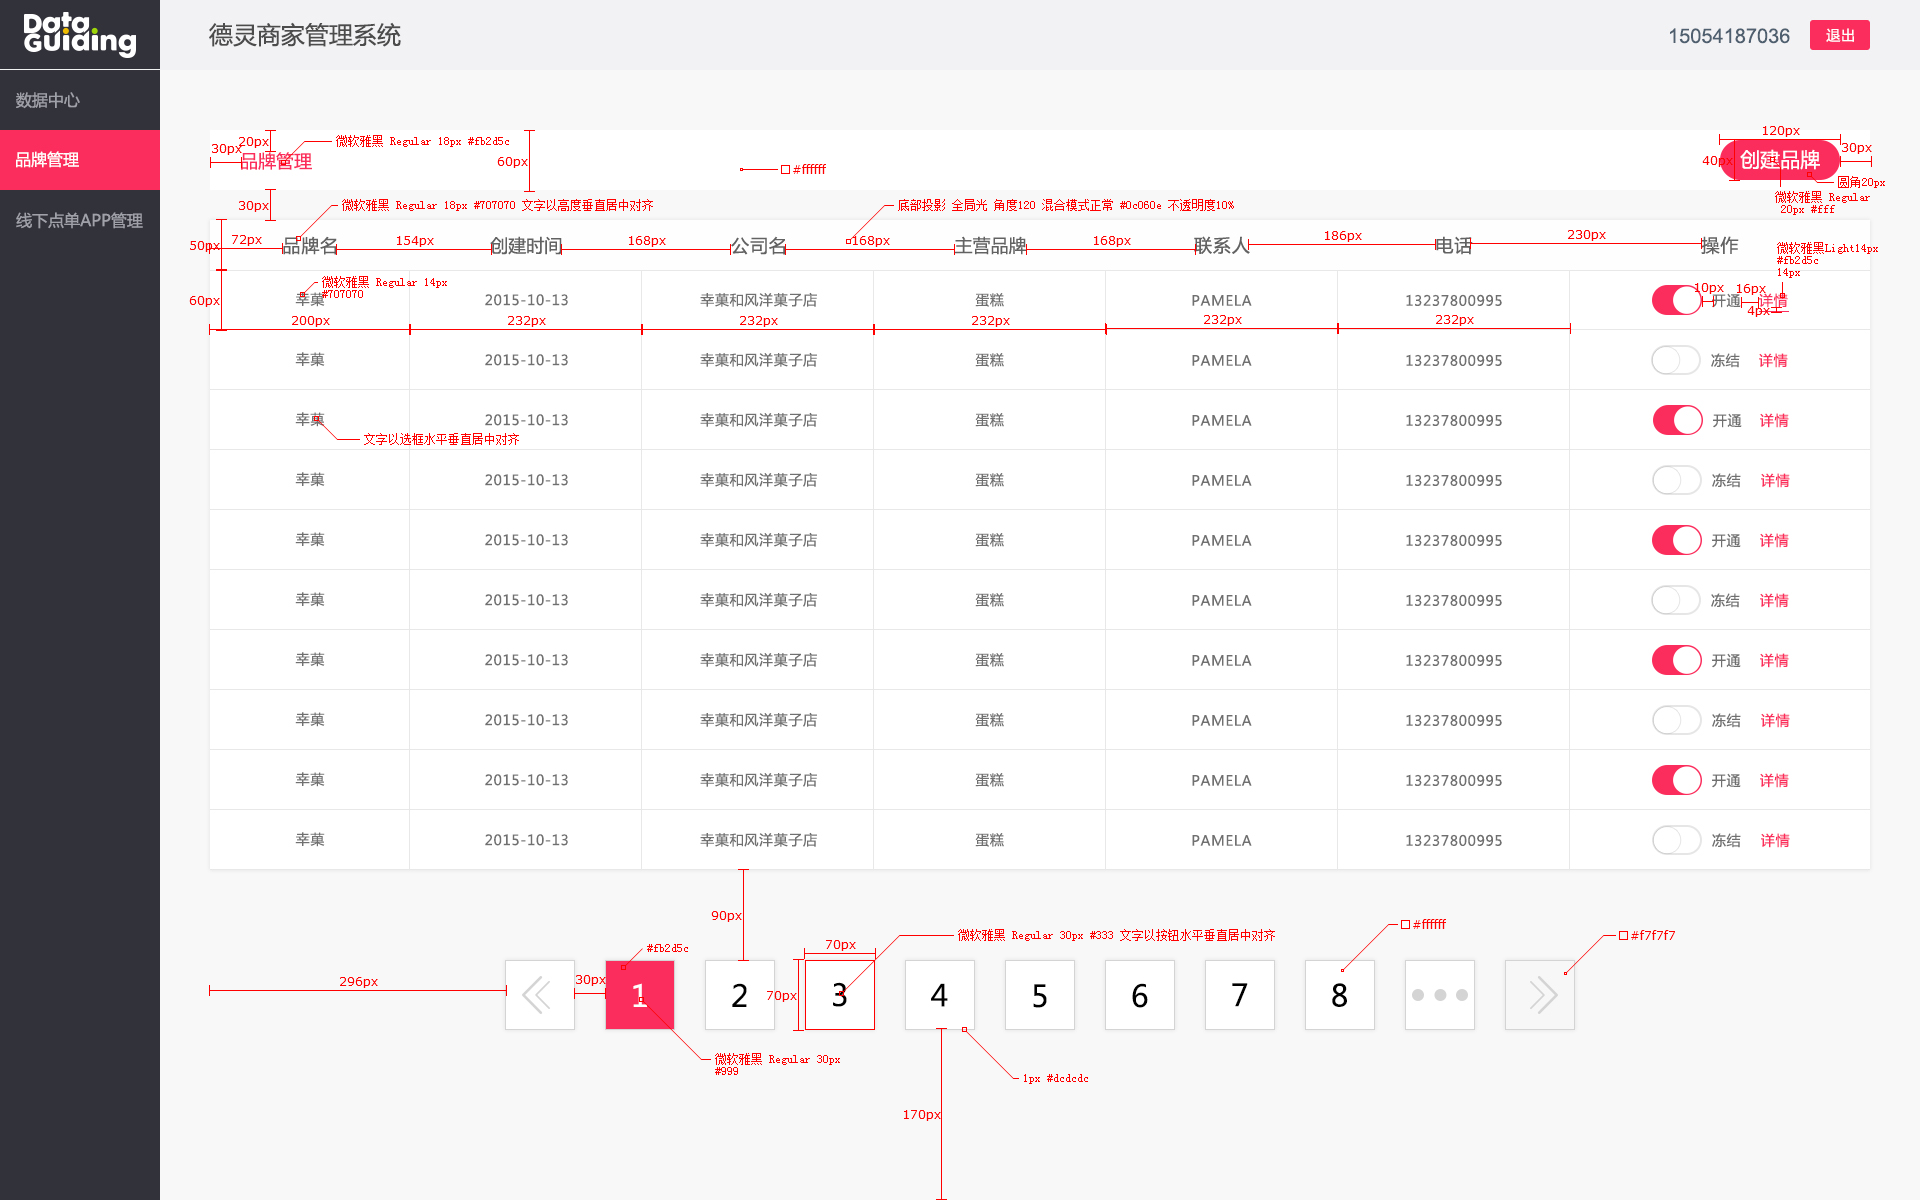 Data Guiding
德灵商家管理系统
15054187036
退出
数据中心
品牌管理
线下点单APP管理
20px
30px
品牌管理
微软雅黑 Regular 18px #fb2d5c
60px
#ffffff
120px
40px
创建品牌
30px
圆角20px
微软雅黑 Regular
20px #fff
30px
微软雅黑 Regular 18px #707070 文字以高度垂直居中对齐
底部投影 全局光 角度120 混合模式正常 #0c060e 不透明度10%
50px 72px 品牌名 154px 创建时间 168px 公司名 168px 主营品牌 168px 联系人 186px 电话 230px 操作
微软雅黑Light14px
#fb2d5c
14px
微软雅黑 Regular 14px
#707070
60px
幸菓 2015-10-13 幸菓和风洋菓子店 蛋糕 PAMELA 13237800995 10px 开通 16px 详情
4px
200px 232px 232px 232px 232px 232px
幸菓 2015-10-13 幸菓和风洋菓子店 蛋糕 PAMELA 13237800995 冻结 详情
幸菓 2015-10-13 幸菓和风洋菓子店 蛋糕 PAMELA 13237800995 开通 详情
文字以选框水平垂直居中对齐
幸菓 2015-10-13 幸菓和风洋菓子店 蛋糕 PAMELA 13237800995 冻结 详情
幸菓 2015-10-13 幸菓和风洋菓子店 蛋糕 PAMELA 13237800995 开通 详情
幸菓 2015-10-13 幸菓和风洋菓子店 蛋糕 PAMELA 13237800995 冻结 详情
幸菓 2015-10-13 幸菓和风洋菓子店 蛋糕 PAMELA 13237800995 开通 详情
幸菓 2015-10-13 幸菓和风洋菓子店 蛋糕 PAMELA 13237800995 冻结 详情
幸菓 2015-10-13 幸菓和风洋菓子店 蛋糕 PAMELA 13237800995 开通 详情
幸菓 2015-10-13 幸菓和风洋菓子店 蛋糕 PAMELA 13237800995 冻结 详情
90px
#fb2d5c
70px
微软雅黑 Regular 30px #333 文字以按钮水平垂直居中对齐
#ffffff
#f7f7f7
296px
30px
70px
1 2 3 4 5 6 7 8
微软雅黑 Regular 30px
#999
1px #dcdcdc
170px